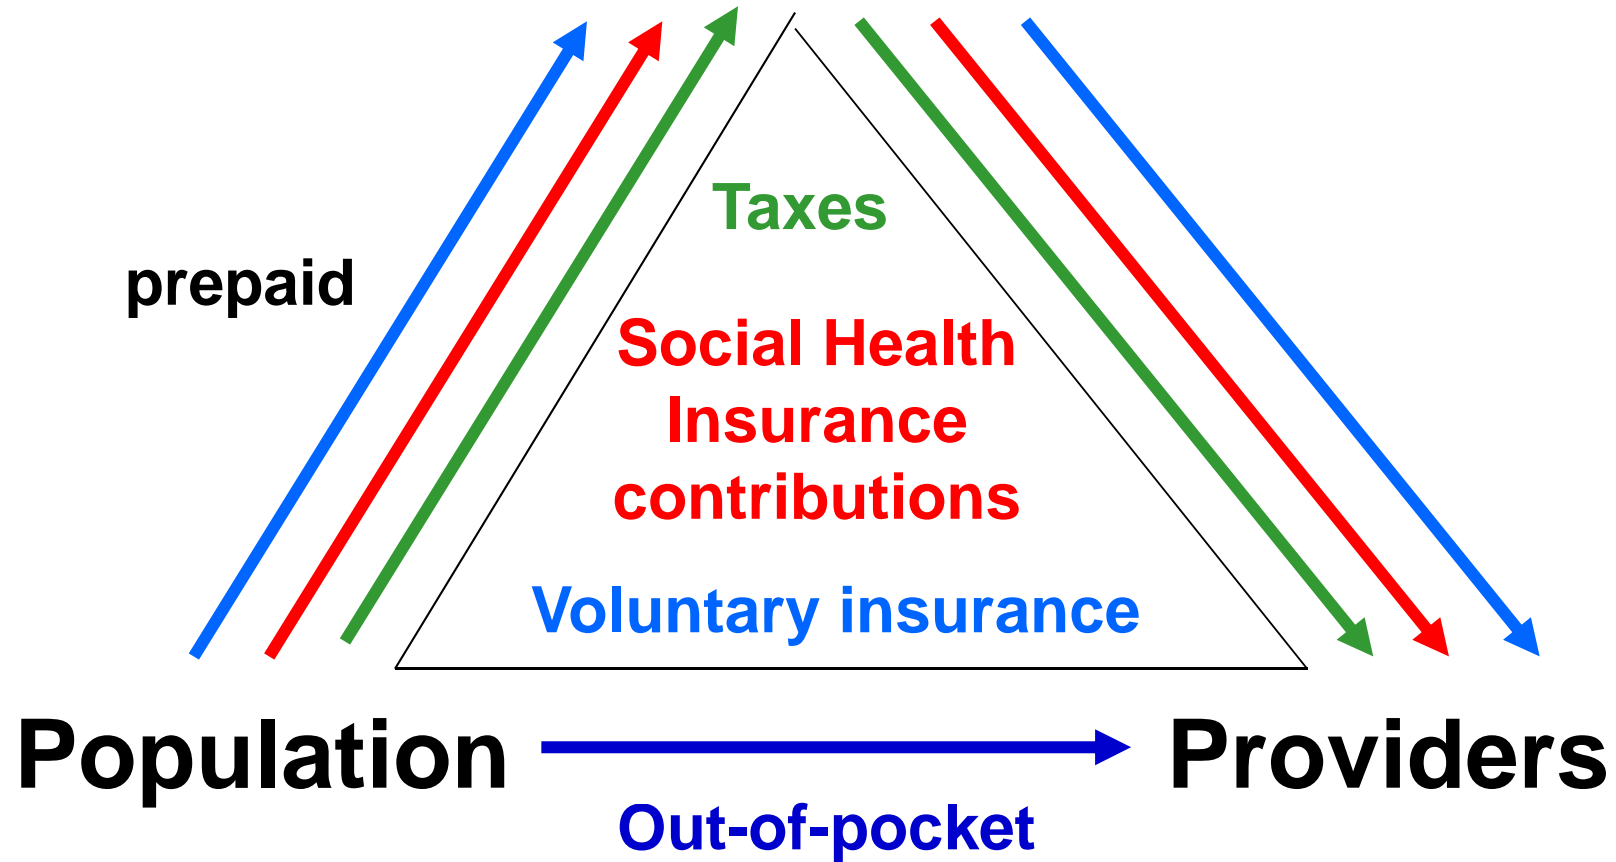 Taxes
prepaid
Social Health
Insurance
contributions
Voluntary insurance
Population
Providers
Out-of-pocket